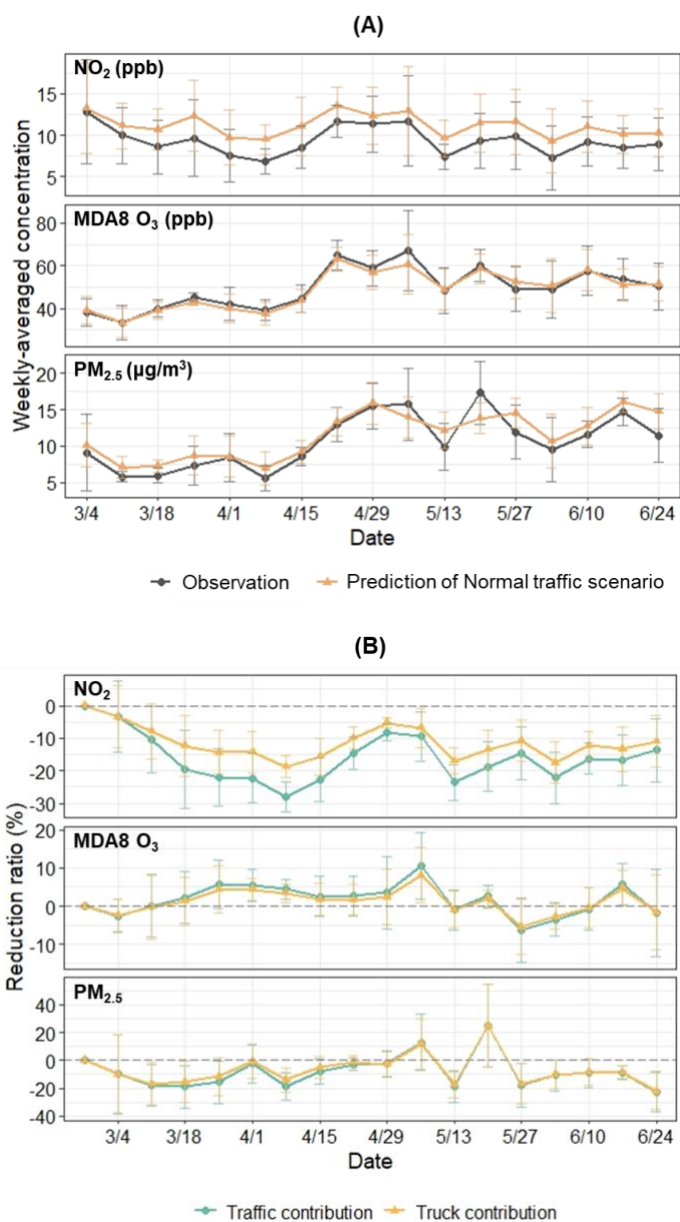 (A)
NO₂ (ppb)
15
10
5
MDA8 O₃ (ppb)
80
60
40
PM₂.₅ (µg/m³)
20
15
10
5
Weekly-averaged concentration
3/4 3/18 4/1 4/15 4/29 5/13 5/27 6/10 6/24
Date
Observation Prediction of Normal traffic scenario
(B)
NO₂
0
-10
-20
-30
MDA8 O₃
20
10
0
-10
PM₂.₅
40
20
0
-20
-40
Reduction ratio (%)
3/4 3/18 4/1 4/15 4/29 5/13 5/27 6/10 6/24
Date
Traffic contribution Truck contribution